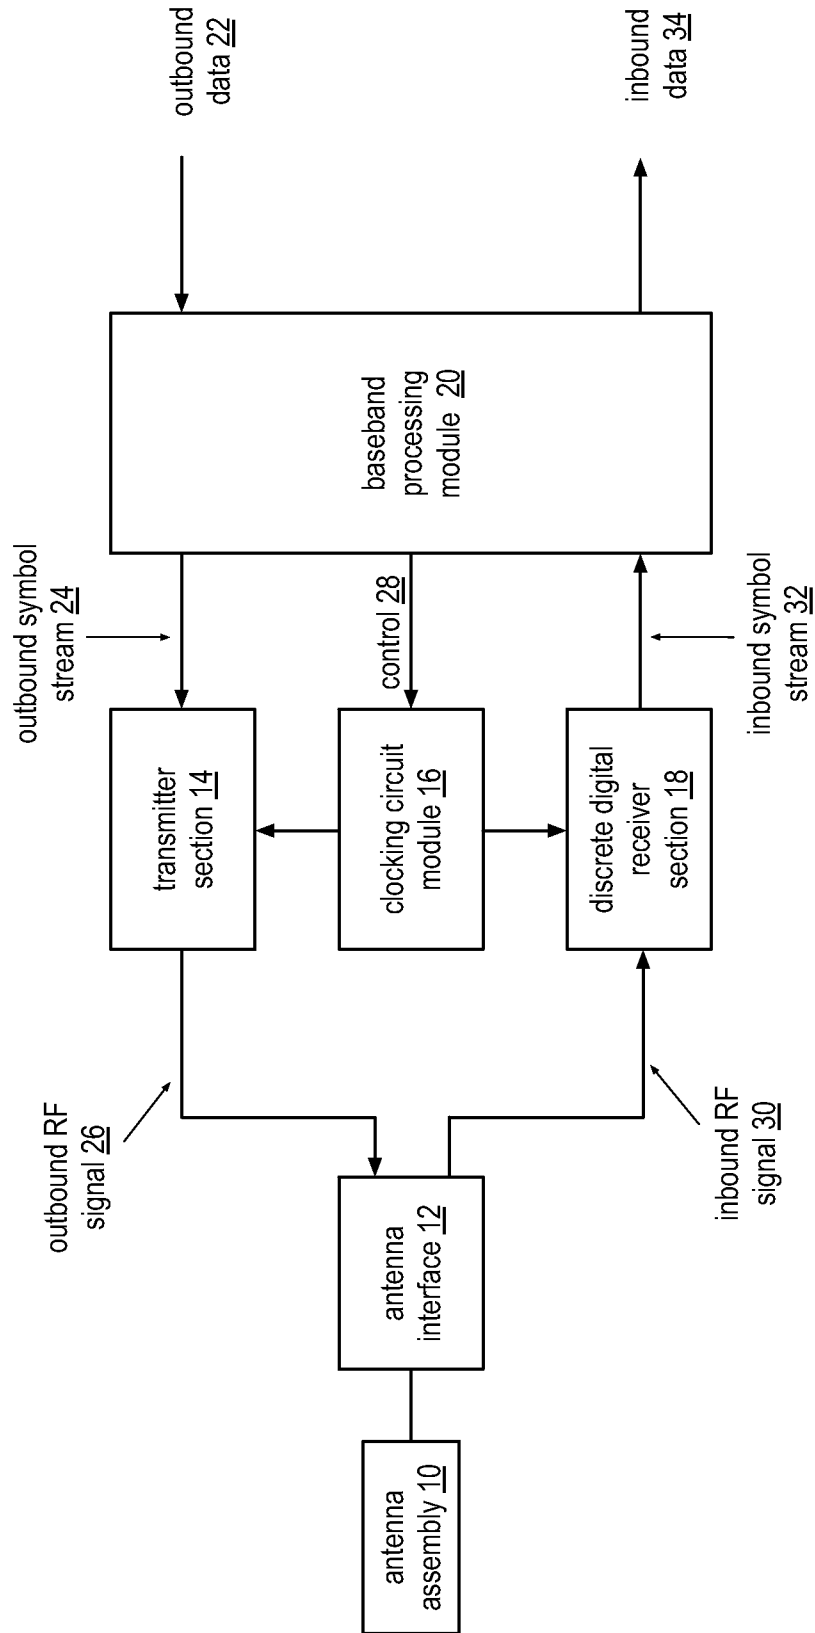 outbound
data 22
inbound
data 34
baseband
processing
module 20
outbound symbol
stream 24
control 28
inbound symbol
stream 32
transmitter
section 14
clocking circuit
module 16
discrete digital
receiver
section 18
outbound RF
signal 26
inbound RF
signal 30
antenna
interface 12
antenna
assembly 10